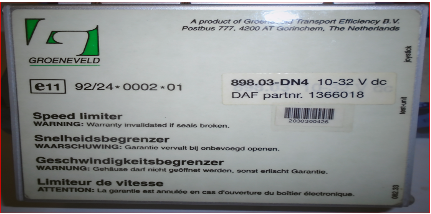 A product of Groeneveld Transport Efficiency B.V.
Postbus 777, 4200 AT Gorinchem, The Netherlands
GROENEVELD
e11 92/24*0002*01
898.03-DN4 10-32 V dc
DAF partnr. 1366018
Speed limiter
WARNING: Warranty invalidated if seals broken.
Snelheidsbegrenzer
WAARSCHUWING: Garantie vervalt bij onbevoegd openen.
Geschwindigkeitsbegrenzer
WARNUNG: Gehäuse darf nicht geöffnet werden, sonst erlischt Garantie.
Limiteur de vitesse
ATTENTION: La garantie est annulée en cas d'ouverture du boîtier électronique.
joystick
test-unit